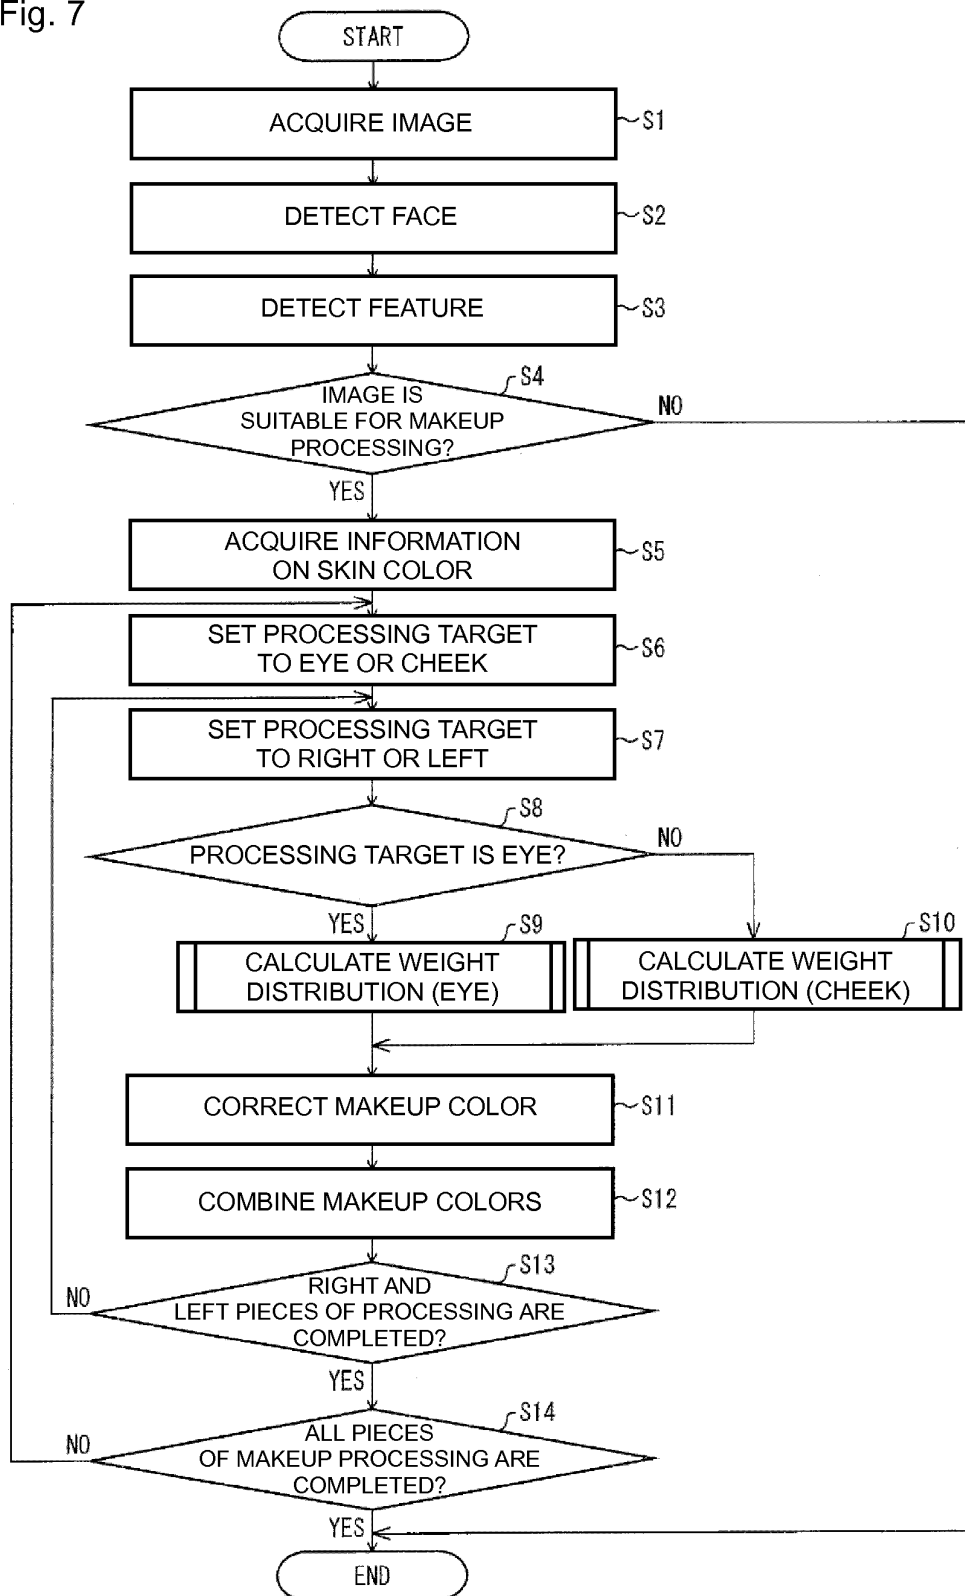 Fig. 7
START
ACQUIRE IMAGE
S1
DETECT FACE
S2
DETECT FEATURE
S3
S4
IMAGE IS
SUITABLE FOR MAKEUP
PROCESSING?
NO
YES
ACQUIRE INFORMATION
ON SKIN COLOR
S5
SET PROCESSING TARGET
TO EYE OR CHEEK
S6
SET PROCESSING TARGET
TO RIGHT OR LEFT
S7
S8
PROCESSING TARGET IS EYE?
NO
YES
S9
CALCULATE WEIGHT
DISTRIBUTION (EYE)
S10
CALCULATE WEIGHT
DISTRIBUTION (CHEEK)
CORRECT MAKEUP COLOR
S11
COMBINE MAKEUP COLORS
S12
S13
RIGHT AND
LEFT PIECES OF PROCESSING ARE
COMPLETED?
NO
YES
S14
ALL PIECES
OF MAKEUP PROCESSING ARE
COMPLETED?
NO
YES
END